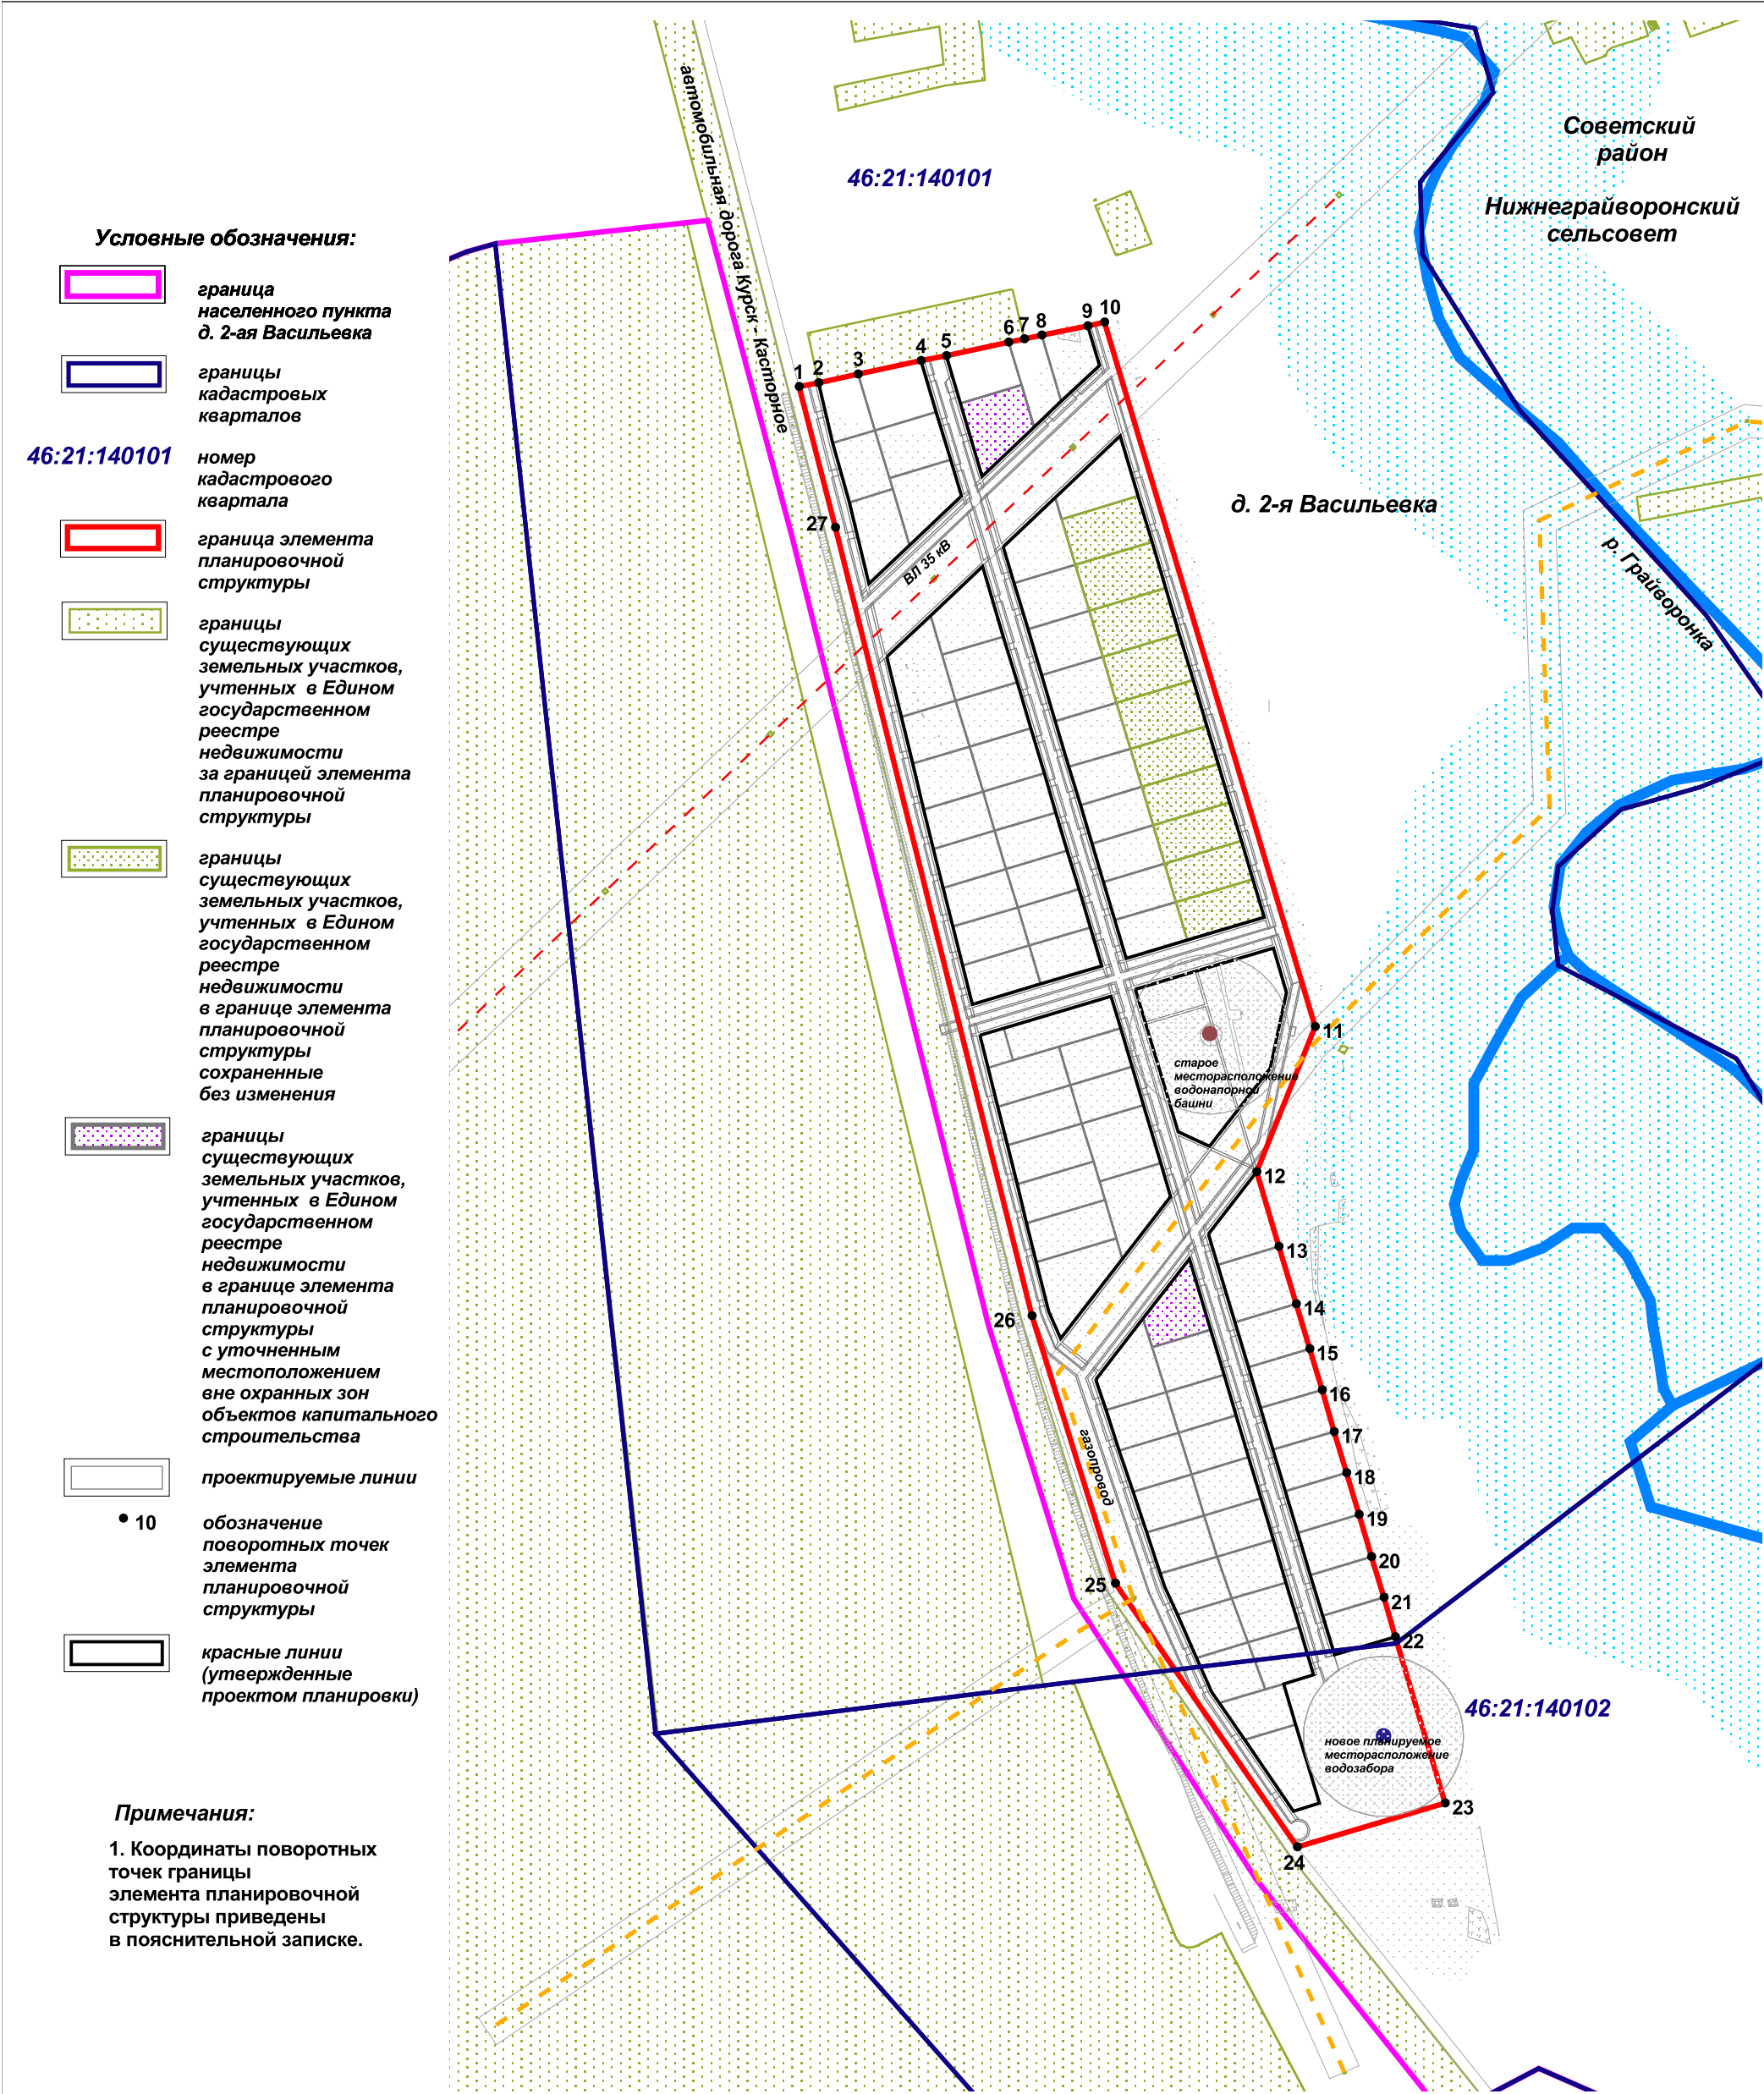 Условные обозначения:
граница
населенного пункта
д. 2-ая Васильевка
границы
кадастровых
кварталов
46:21:140101
номер
кадастрового
квартала
граница элемента
планировочной
структуры
границы
существующих
земельных участков,
учтенных в Едином
государственном
реестре
недвижимости
за границей элемента
планировочной
структуры
границы
существующих
земельных участков,
учтенных в Едином
государственном
реестре
недвижимости
в границе элемента
планировочной
структуры
сохраненные
без изменения
границы
существующих
земельных участков,
учтенных в Едином
государственном
реестре
недвижимости
в границе элемента
планировочной
структуры
с уточненным
местоположением
вне охранных зон
объектов капитального
строительства
проектируемые линии
10
обозначение
поворотных точек
элемента
планировочной
структуры
красные линии
(утвержденные
проектом планировки)
Примечания:
1. Координаты поворотных
точек границы
элемента планировочной
структуры приведены
в пояснительной записке.
автомобильная дорога Курск - Касторное
46:21:140101
Советский
район
Нижнеграйворонский
сельсовет
д. 2-я Васильевка
р. Грайворонка
ВЛ 35 кВ
1
2
3
4
5
6
7
8
9
10
27
11
старое
месторасположение
водонапорной
башни
12
13
14
15
16
17
18
19
20
21
22
26
газопровод
25
46:21:140102
новое планируемое
месторасположение
водозабора
23
24